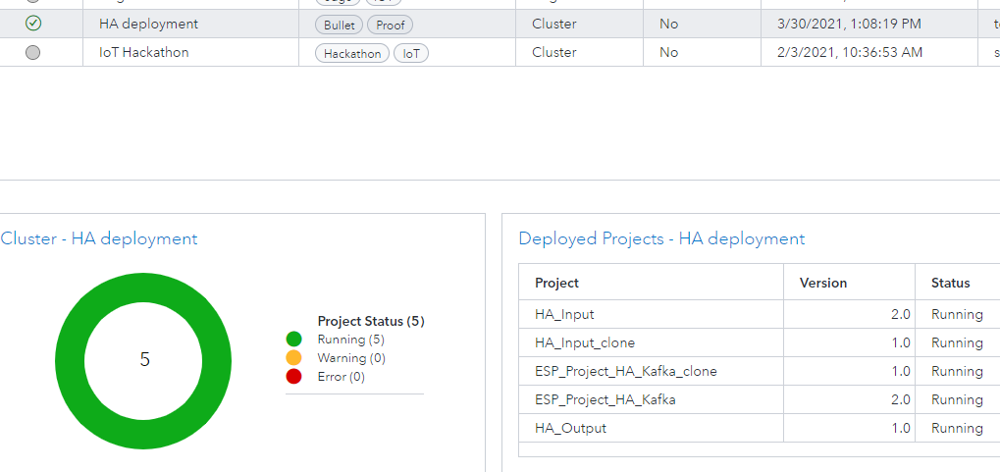 HA deployment Bullet Proof Cluster No 3/30/2021, 1:08:19 PM
IoT Hackathon Hackathon IoT Cluster No 2/3/2021, 10:36:53 AM
Cluster - HA deployment
5
Project Status (5)
Running (5)
Warning (0)
Error (0)
Deployed Projects - HA deployment
Project Version Status
HA_Input 2.0 Running
HA_Input_clone 1.0 Running
ESP_Project_HA_Kafka_clone 1.0 Running
ESP_Project_HA_Kafka 2.0 Running
HA_Output 1.0 Running